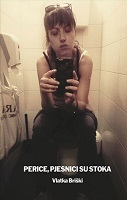 PERICE, PJESNICI SU STOKA
Vlatka Briški